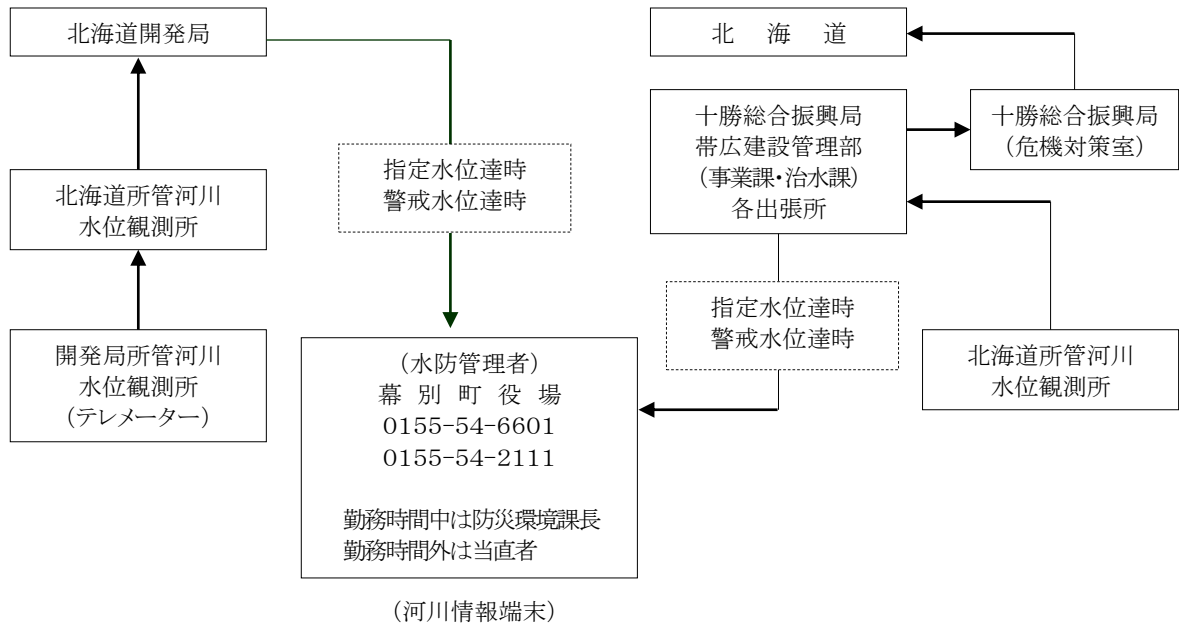 北海道開発局
北海道所管河川
水位観測所
開発局所管河川
水位観測所
(テレメーター)
指定水位達時
警戒水位達時
(水防管理者)
幕別町役場
0155-54-6601
0155-54-2111
勤務時間中は防災環境課長
勤務時間外は当直者
(河川情報端末)
北　海　道
十勝総合振興局
帯広建設管理部
(事業課・治水課)
各出張所
十勝総合振興局
(危機対策室)
指定水位達時
警戒水位達時
北海道所管河川
水位観測所